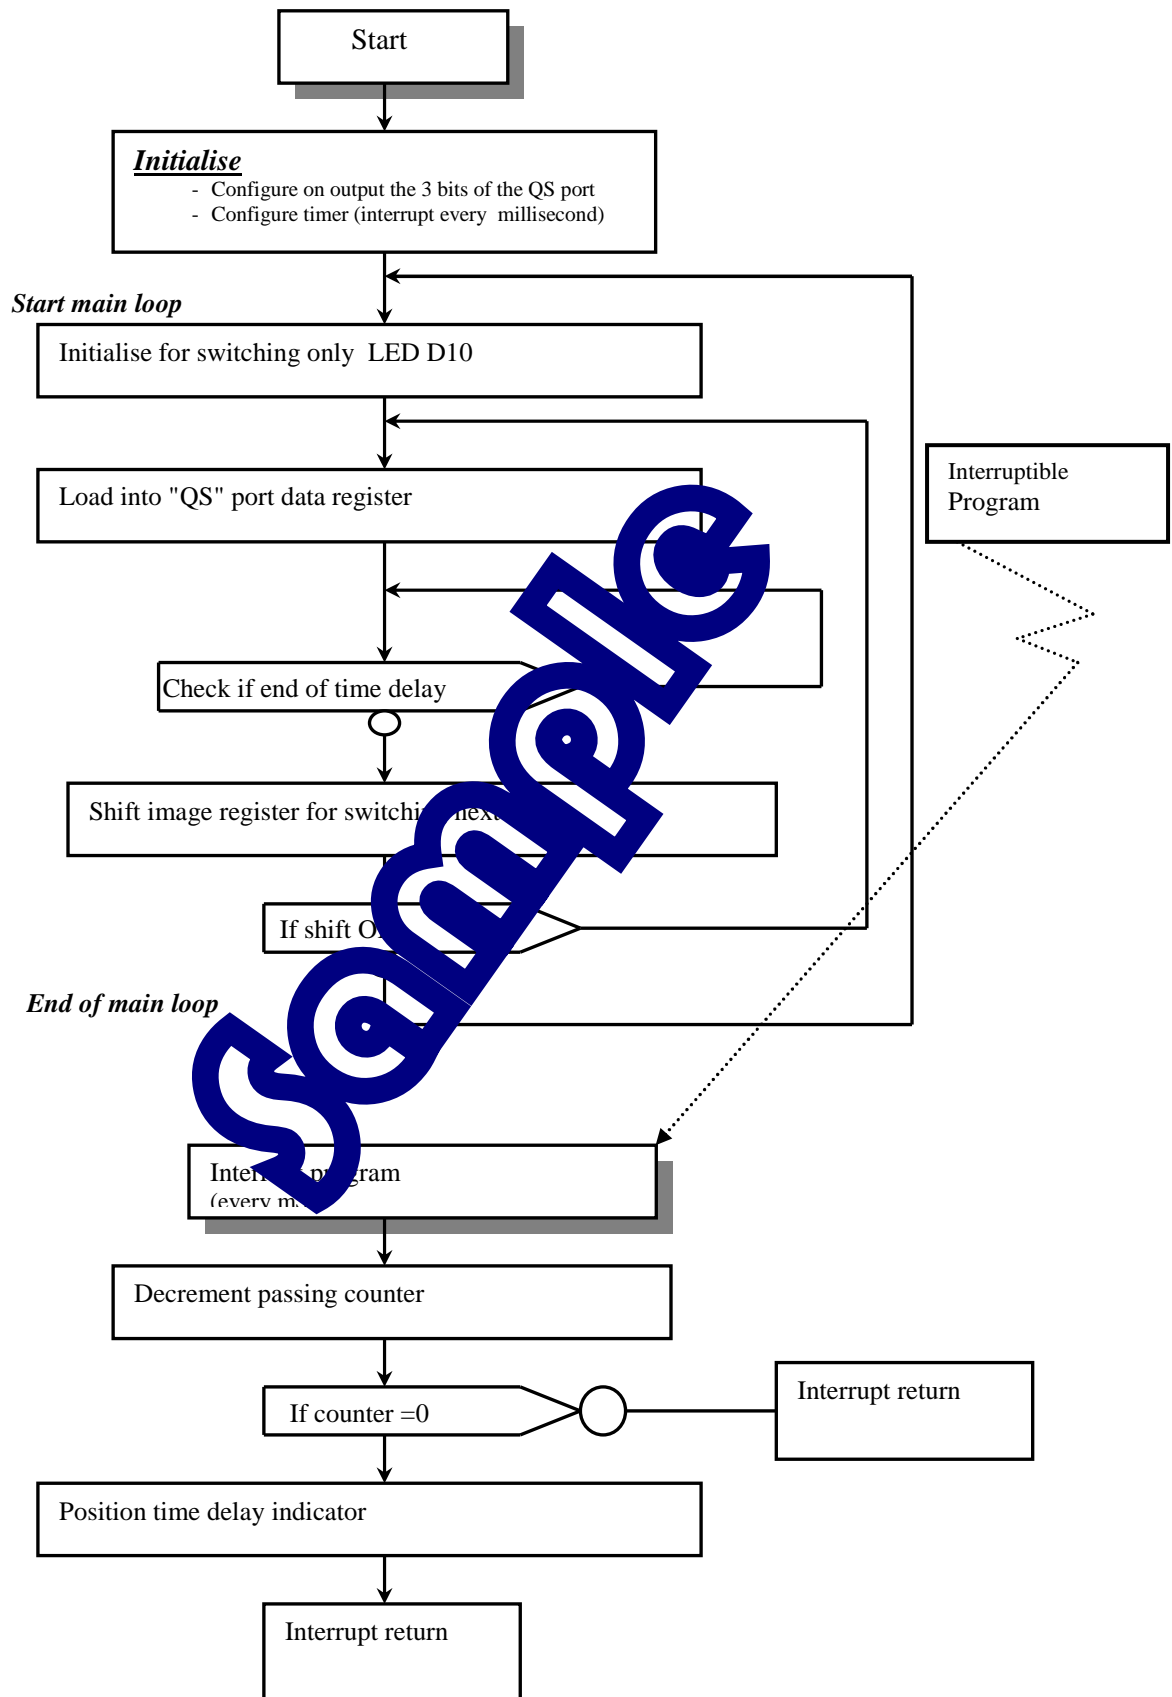 Start
Initialise
- Configure on output the 3 bits of the QS port
- Configure timer (interrupt every millisecond)
Start main loop
Initialise for switching only LED D10
Load into "QS" port data register
Interruptible
Program
Check if end of time delay
Shift image register for
If shift
End of main loop
program
(every
Decrement passing counter
If counter =0
Interrupt return
Position time delay indicator
Interrupt return
Sample